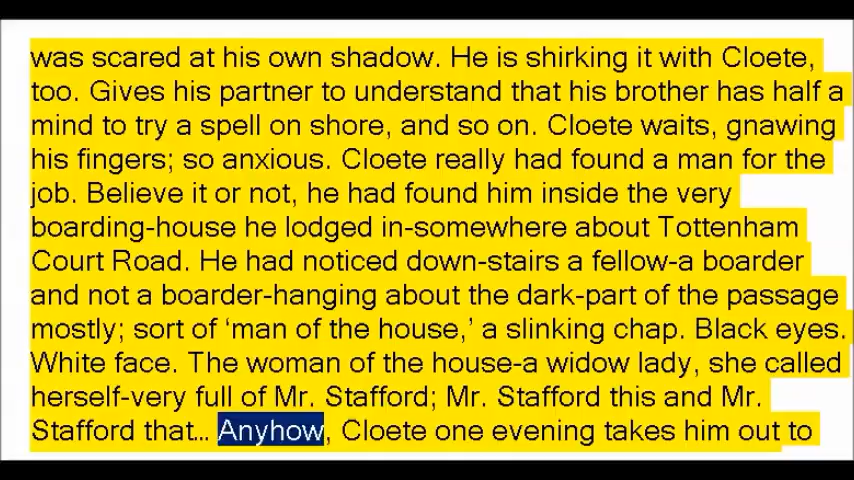 was scared at his own shadow. He is shirking it with Cloete,
too. Gives his partner to understand that his brother has half a
mind to try a spell on shore, and so on. Cloete waits, gnawing
his fingers; so anxious. Cloete really had found a man for the
job. Believe it or not, he had found him inside the very
boarding-house he lodged in-somewhere about Tottenham
Court Road. He had noticed down-stairs a fellow-a boarder
and not a boarder-hanging about the dark-part of the passage
mostly; sort of ‘man of the house,’ a slinking chap. Black eyes.
White face. The woman of the house-a widow lady, she called
herself-very full of Mr. Stafford; Mr. Stafford this and Mr.
Stafford that... Anyhow, Cloete one evening takes him out to